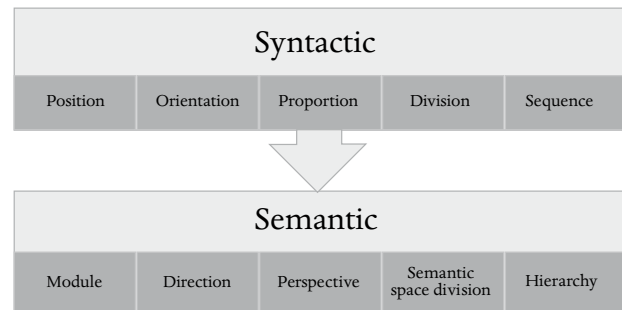 Syntactic
Position Orientation Proportion Division Sequence
Semantic
Module Direction Perspective Semantic space division Hierarchy